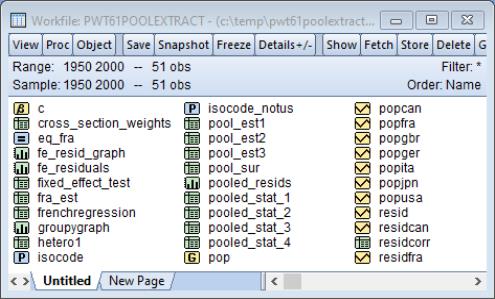 Workfile: PWT61POOLEXTRACT - (c:\temp\pwt61poolextract...
View Proc Object Save Snapshot Freeze Details+/- Show Fetch Store Delete G
Range: 1950 2000 -- 51 obs Filter: *
Sample: 1950 2000 -- 51 obs Order: Name
c
cross_section_weights
eq_fra
fe_resid_graph
fe_residuals
fixed_effect_test
fra_est
frenchregression
groupygraph
hetero1
isocode
isocode_notus
pool_est1
pool_est2
pool_est3
pool_sur
pooled_resids
pooled_stat_1
pooled_stat_2
pooled_stat_3
pooled_stat_4
pop
popcan
popfra
popgbr
popger
popita
popjpn
popusa
resid
residcan
residcorr
residfra
Untitled New Page